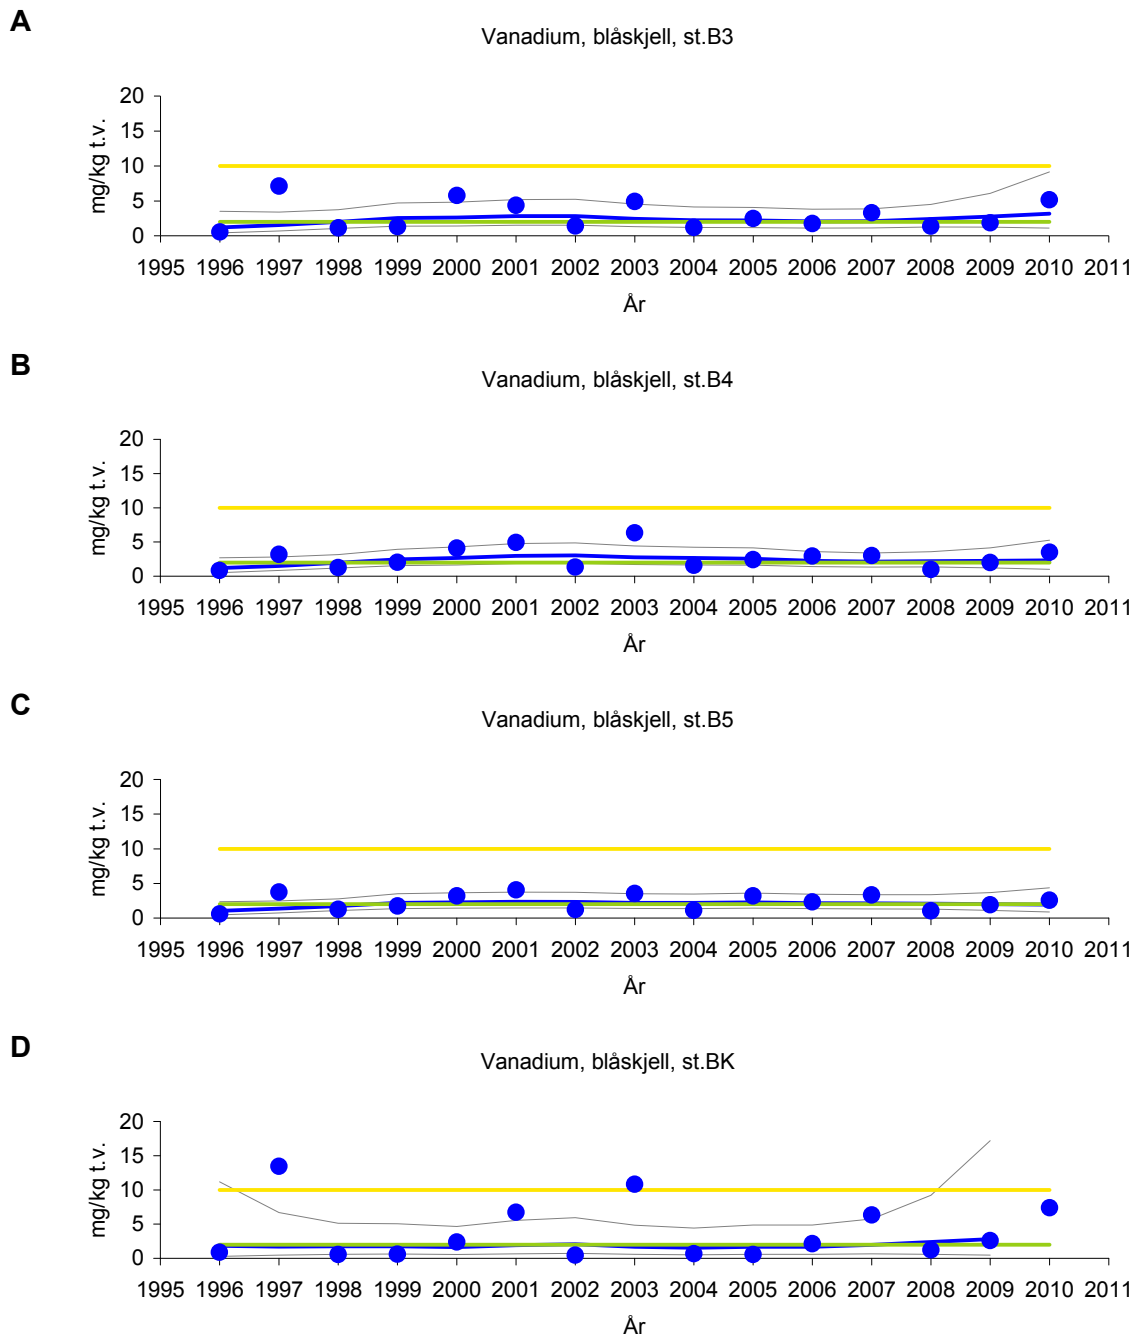 A
Vanadium, blåskjell, st.B3
mg/kg t.v.
20
15
10
5
0
1995 1996 1997 1998 1999 2000 2001 2002 2003 2004 2005 2006 2007 2008 2009 2010 2011
År
B
Vanadium, blåskjell, st.B4
mg/kg t.v.
20
15
10
5
0
1995 1996 1997 1998 1999 2000 2001 2002 2003 2004 2005 2006 2007 2008 2009 2010 2011
År
C
Vanadium, blåskjell, st.B5
mg/kg t.v.
20
15
10
5
0
1995 1996 1997 1998 1999 2000 2001 2002 2003 2004 2005 2006 2007 2008 2009 2010 2011
År
D
Vanadium, blåskjell, st.BK
mg/kg t.v.
20
15
10
5
0
1995 1996 1997 1998 1999 2000 2001 2002 2003 2004 2005 2006 2007 2008 2009 2010 2011
År